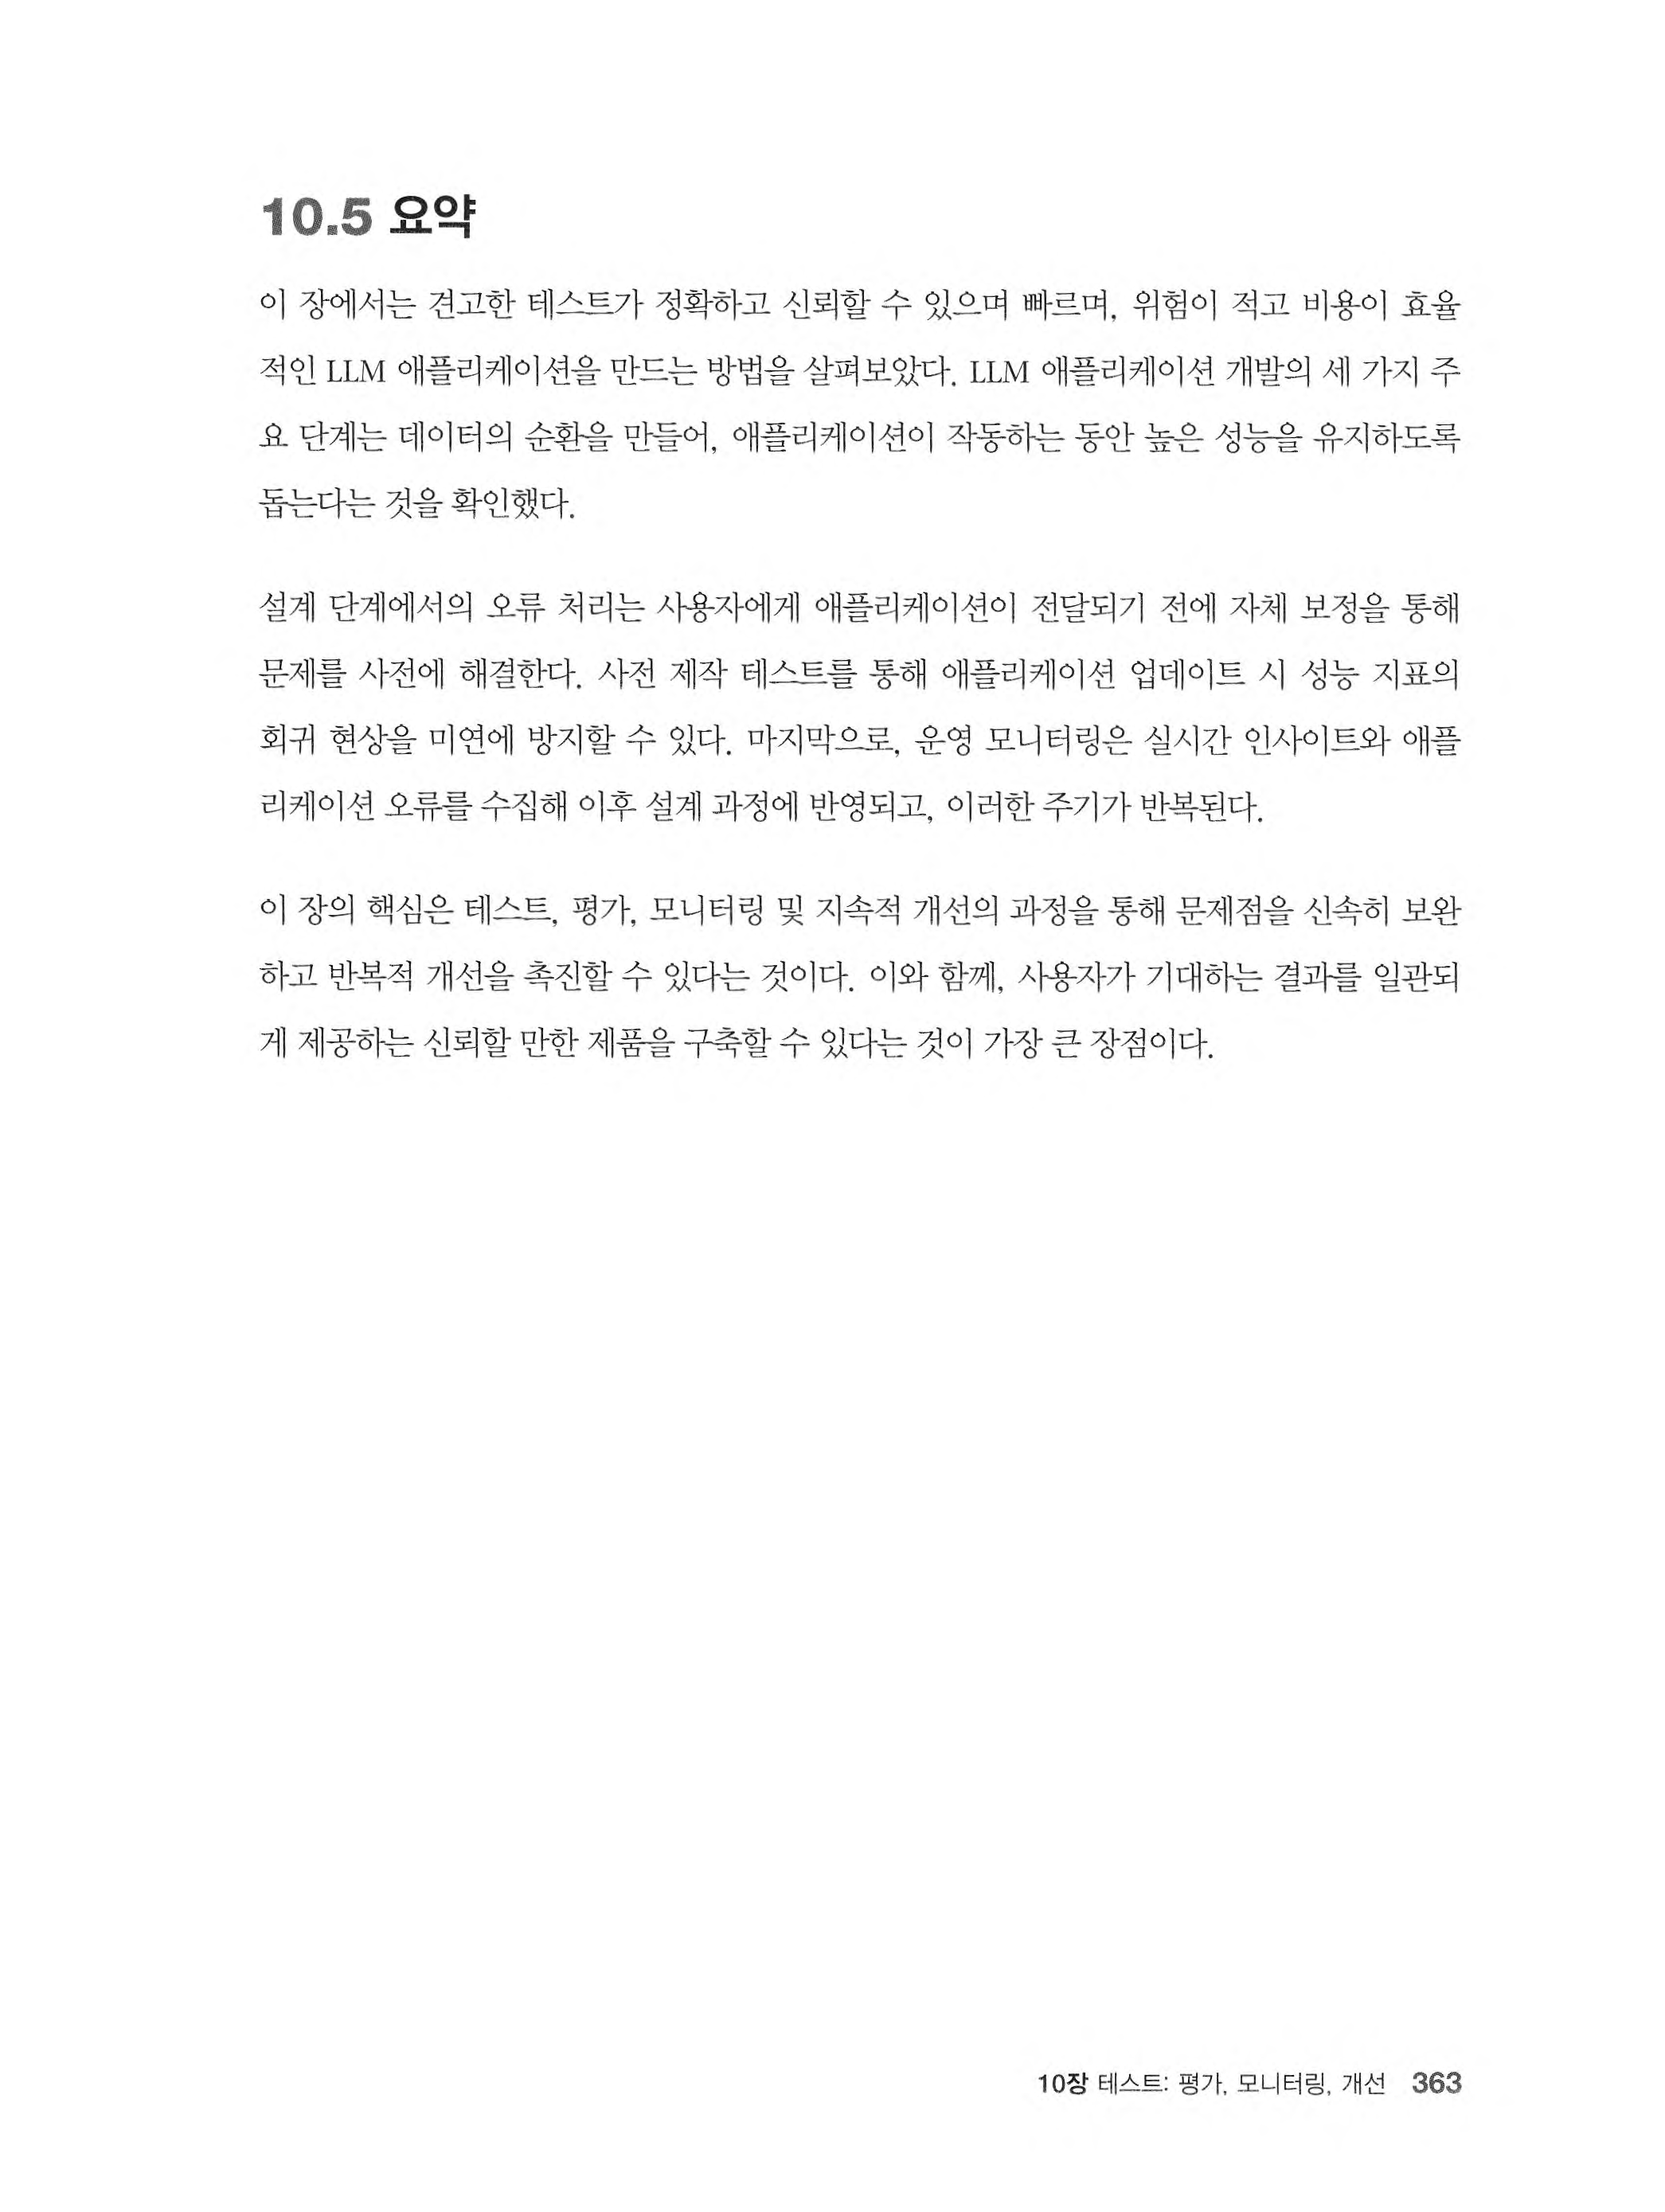 10.5 요약
이 장에서는 견고한 테스트가 정확하고 신뢰할 수 있으며 빠르며, 위험이 적고 비용이 효율
적인 LLM 애플리케이션을 만드는 방법을 살펴보았다. LLM 애플리케이션 개발의 세 가지 주
요 단계는 데이터의 순환을 만들어, 애플리케이션이 작동하는 동안 높은 성능을 유지하도록
돕는다는 것을 확인했다.
설계 단계에서의 오류 처리는 사용자에게 애플리케이션이 전달되기 전에 자체 보정을 통해
문제를 사전에 해결한다. 사전 제작 테스트를 통해 애플리케이션 업데이트 시 성능 지표의
회귀 현상을 미연에 방지할 수 있다. 마지막으로, 운영 모니터링은 실시간 인사이트와 애플
리케이션 오류를 수집해 이후 설계 과정에 반영되고, 이러한 주기가 반복된다.
이 장의 핵심은 테스트, 평가, 모니터링 및 지속적 개선의 과정을 통해 문제점을 신속히 보완
하고 반복적 개선을 촉진할 수 있다는 것이다. 이와 함께, 사용자가 기대하는 결과를 일관되
게 제공하는 신뢰할 만한 제품을 구축할 수 있다는 것이 가장 큰 장점이다.
10장 테스트: 평가, 모니터링, 개선 363